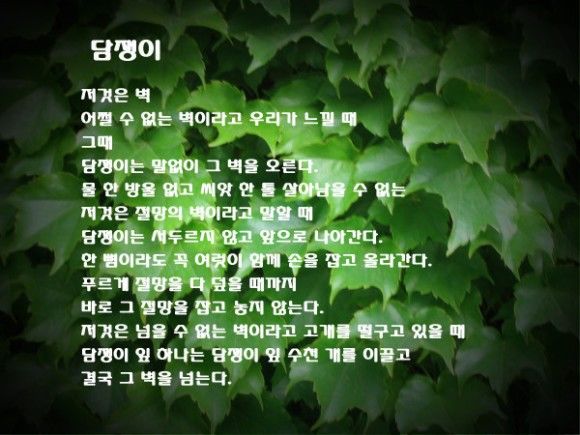 담쟁이
저것은 벽
어쩔 수 없는 벽이라고 우리가 느낄 때
그때
담쟁이는 말없이 그 벽을 오른다.
물 한 방울 없고 씨앗 한 톨 살아남을 수 없는
저것은 절망의 벽이라고 말할 때
담쟁이는 서두르지 않고 앞으로 나아간다.
한 뼘이라도 꼭 여럿이 함께 손을 잡고 올라간다.
푸르게 절망을 다 덮을 때까지
바로 그 절망을 잡고 놓지 않는다.
저것은 넘을 수 없는 벽이라고 고개를 떨구고 있을 때
담쟁이 잎 하나는 담쟁이 잎 수천 개를 이끌고
결국 그 벽을 넘는다.